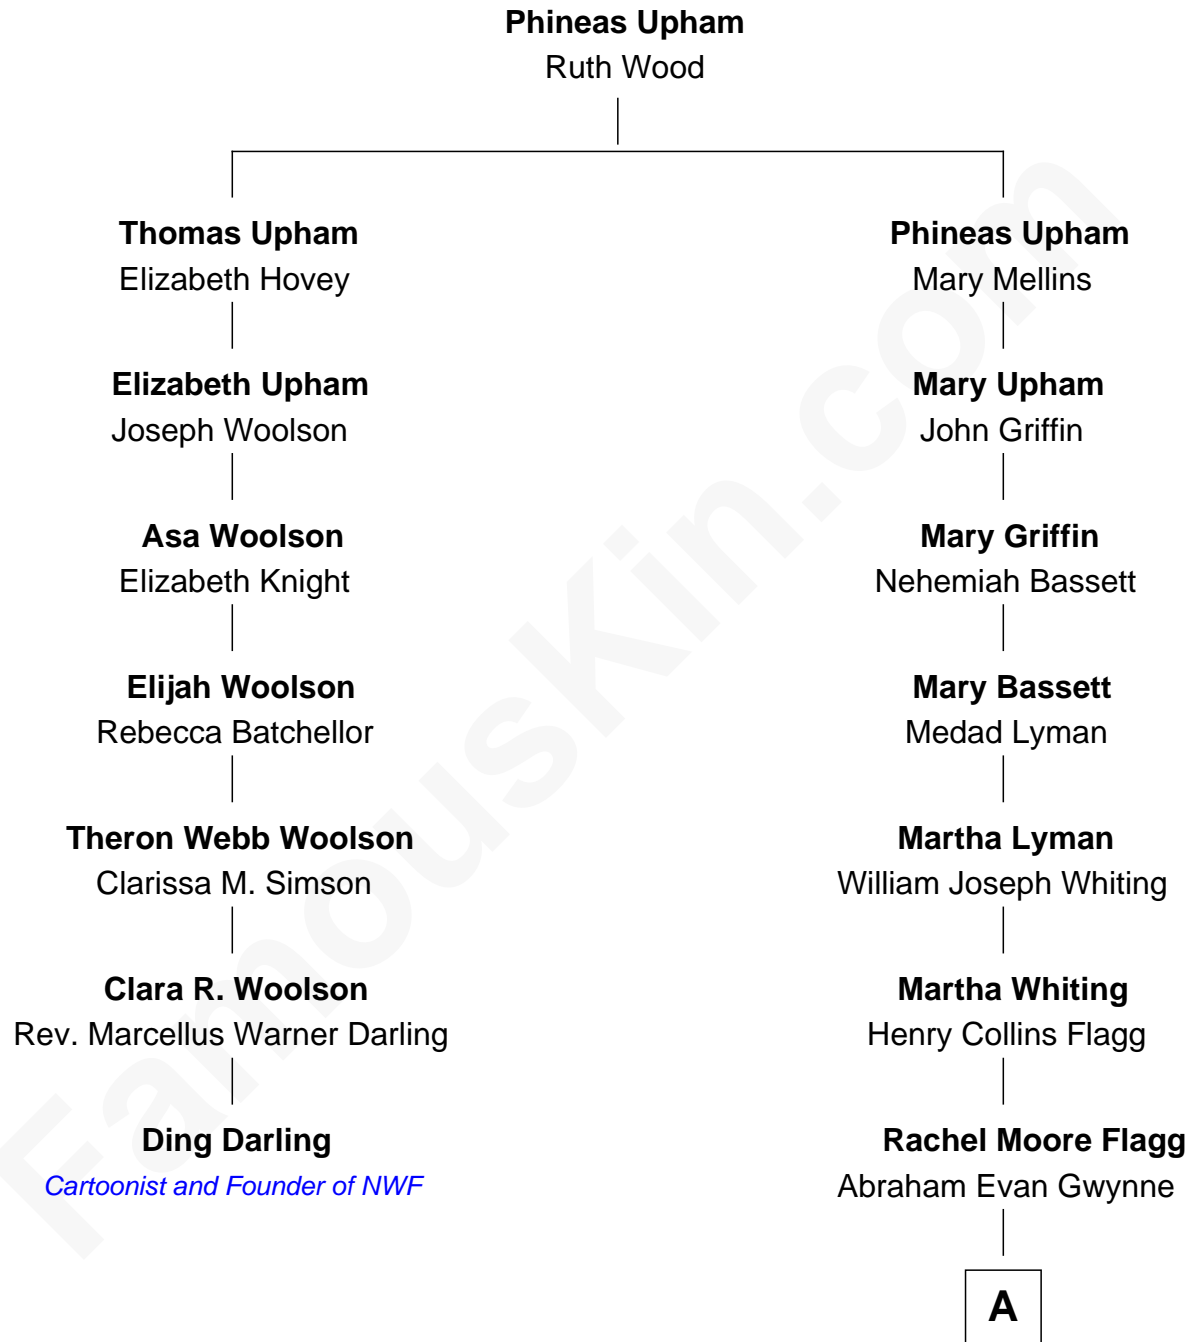 Phineas Upham
Ruth Wood
Thomas Upham
Elizabeth Hovey
Phineas Upham
Mary Mellins
Elizabeth Upham
Joseph Woolson
Mary Upham
John Griffin
Asa Woolson
Elizabeth Knight
Mary Griffin
Nehemiah Bassett
Elijah Woolson
Rebecca Batchellor
Mary Bassett
Medad Lyman
Theron Webb Woolson
Clarissa M. Simson
Martha Lyman
William Joseph Whiting
Clara R. Woolson
Rev. Marcellus Warner Darling
Martha Whiting
Henry Collins Flagg
Ding Darling
Cartoonist and Founder of NWF
Rachel Moore Flagg
Abraham Evan Gwynne
A
FamousKin.com